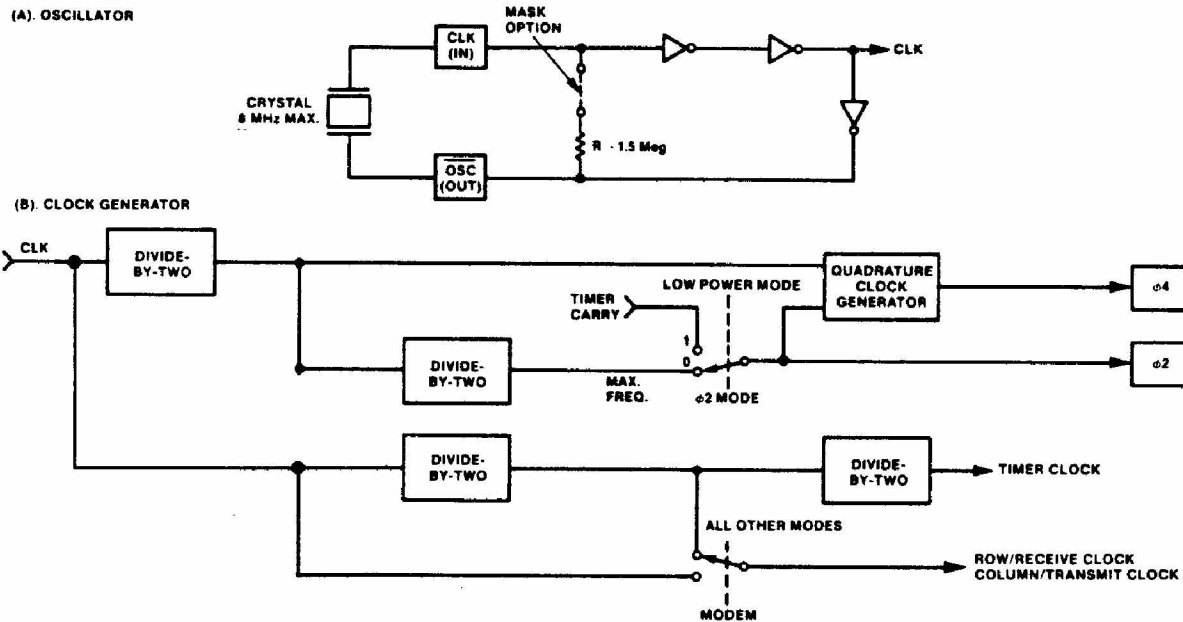 (A). OSCILLATOR
MASK
OPTION
CLK
(IN)
CLK
CRYSTAL
8 MHz MAX.
R - 1.5 Meg
OSC
(OUT)
(B). CLOCK GENERATOR
CLK
DIVIDE-
BY-TWO
QUADRATURE
CLOCK
GENERATOR
ϕ4
LOW POWER MODE
TIMER
CARRY
1
0
DIVIDE-
BY-TWO
MAX.
FREQ.
ϕ2 MODE
ϕ2
DIVIDE-
BY-TWO
DIVIDE-
BY-TWO
TIMER CLOCK
ALL OTHER MODES
ROW/RECEIVE CLOCK
COLUMN/TRANSMIT CLOCK
MODEM